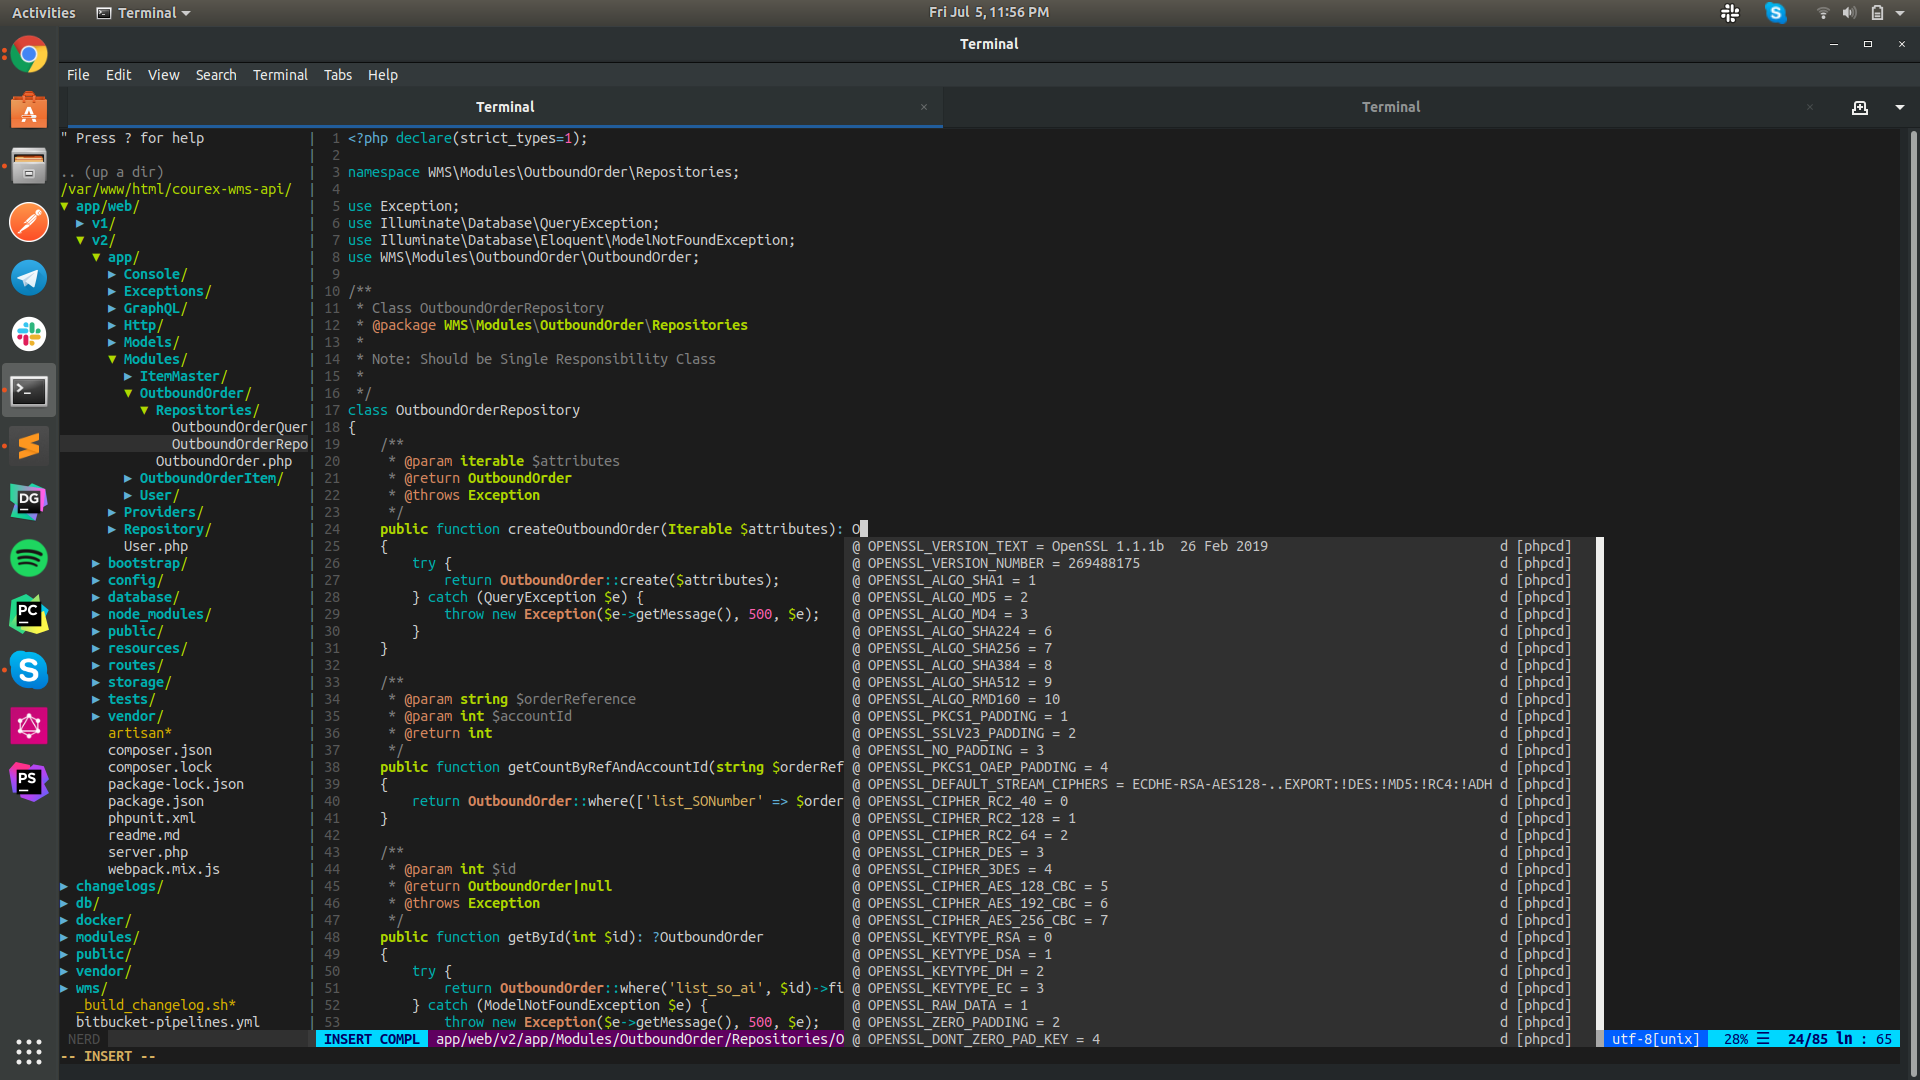 Activities
Terminal
Fri Jul 5, 11:56 PM
Terminal
File Edit View Search Terminal Tabs Help
Terminal
Terminal
" Press ? for help
.. (up a dir)
/var/www/html/courex-wms-api/
▼ app/web/
▶ v1/
▼ v2/
▼ app/
▶ Console/
▶ Exceptions/
▶ GraphQL/
▶ Http/
▶ Models/
▼ Modules/
▶ ItemMaster/
▼ OutboundOrder/
▼ Repositories/
OutboundOrderQuer
OutboundOrderRepo
OutboundOrder.php
▶ OutboundOrderItem/
▶ User/
▶ Providers/
▶ Repository/
User.php
▶ bootstrap/
▶ config/
▶ database/
▶ node_modules/
▶ public/
▶ resources/
▶ routes/
▶ storage/
▶ tests/
▶ vendor/
artisan*
composer.json
composer.lock
package-lock.json
package.json
phpunit.xml
readme.md
server.php
webpack.mix.js
▶ changelogs/
▶ db/
▶ docker/
▶ modules/
▶ public/
▶ vendor/
▶ wms/
_build_changelog.sh*
bitbucket-pipelines.yml
1 <?php declare(strict_types=1);
2
3 namespace WMS\Modules\OutboundOrder\Repositories;
4
5 use Exception;
6 use Illuminate\Database\QueryException;
7 use Illuminate\Database\Eloquent\ModelNotFoundException;
8 use WMS\Modules\OutboundOrder\OutboundOrder;
9
10 /**
11 * Class OutboundOrderRepository
12 * @package WMS\Modules\OutboundOrder\Repositories
13 *
14 * Note: Should be Single Responsibility Class
15 *
16 */
17 class OutboundOrderRepository
18 {
19 /**
20 * @param iterable $attributes
21 * @return OutboundOrder
22 * @throws Exception
23 */
24 public function createOutboundOrder(Iterable $attributes): O
25 {
26 try {
27 return OutboundOrder::create($attributes);
28 } catch (QueryException $e) {
29 throw new Exception($e->getMessage(), 500, $e);
30 }
31 }
32
33 /**
34 * @param string $orderReference
35 * @param int $accountId
36 * @return int
37 */
38 public function getCountByRefAndAccountId(string $orderRef
39 {
40 return OutboundOrder::where(['list_SONumber' => $order
41 }
42
43 /**
44 * @param int $id
45 * @return OutboundOrder|null
46 * @throws Exception
47 */
48 public function getById(int $id): ?OutboundOrder
49 {
50 try {
51 return OutboundOrder::where('list_so_ai', $id)->fi
52 } catch (ModelNotFoundException $e) {
53 throw new Exception($e->getMessage(), 500, $e);
@ OPENSSL_VERSION_TEXT = OpenSSL 1.1.1b  26 Feb 2019 d [phpcd]
@ OPENSSL_VERSION_NUMBER = 269488175 d [phpcd]
@ OPENSSL_ALGO_SHA1 = 1 d [phpcd]
@ OPENSSL_ALGO_MD5 = 2 d [phpcd]
@ OPENSSL_ALGO_MD4 = 3 d [phpcd]
@ OPENSSL_ALGO_SHA224 = 6 d [phpcd]
@ OPENSSL_ALGO_SHA256 = 7 d [phpcd]
@ OPENSSL_ALGO_SHA384 = 8 d [phpcd]
@ OPENSSL_ALGO_SHA512 = 9 d [phpcd]
@ OPENSSL_ALGO_RMD160 = 10 d [phpcd]
@ OPENSSL_PKCS1_PADDING = 1 d [phpcd]
@ OPENSSL_SSLV23_PADDING = 2 d [phpcd]
@ OPENSSL_NO_PADDING = 3 d [phpcd]
@ OPENSSL_PKCS1_OAEP_PADDING = 4 d [phpcd]
@ OPENSSL_DEFAULT_STREAM_CIPHERS = ECDHE-RSA-AES128-..EXPORT:!DES:!MD5:!RC4:!ADH d [phpcd]
@ OPENSSL_CIPHER_RC2_40 = 0 d [phpcd]
@ OPENSSL_CIPHER_RC2_128 = 1 d [phpcd]
@ OPENSSL_CIPHER_RC2_64 = 2 d [phpcd]
@ OPENSSL_CIPHER_DES = 3 d [phpcd]
@ OPENSSL_CIPHER_3DES = 4 d [phpcd]
@ OPENSSL_CIPHER_AES_128_CBC = 5 d [phpcd]
@ OPENSSL_CIPHER_AES_192_CBC = 6 d [phpcd]
@ OPENSSL_CIPHER_AES_256_CBC = 7 d [phpcd]
@ OPENSSL_KEYTYPE_RSA = 0 d [phpcd]
@ OPENSSL_KEYTYPE_DSA = 1 d [phpcd]
@ OPENSSL_KEYTYPE_DH = 2 d [phpcd]
@ OPENSSL_KEYTYPE_EC = 3 d [phpcd]
@ OPENSSL_RAW_DATA = 1 d [phpcd]
@ OPENSSL_ZERO_PADDING = 2 d [phpcd]
@ OPENSSL_DONT_ZERO_PAD_KEY = 4 d [phpcd]
NERD
INSERT COMPL app/web/v2/app/Modules/OutboundOrder/Repositories/O
utf-8[unix] 28% ☰ 24/85 ln : 65
-- INSERT --
DG
PC
PS